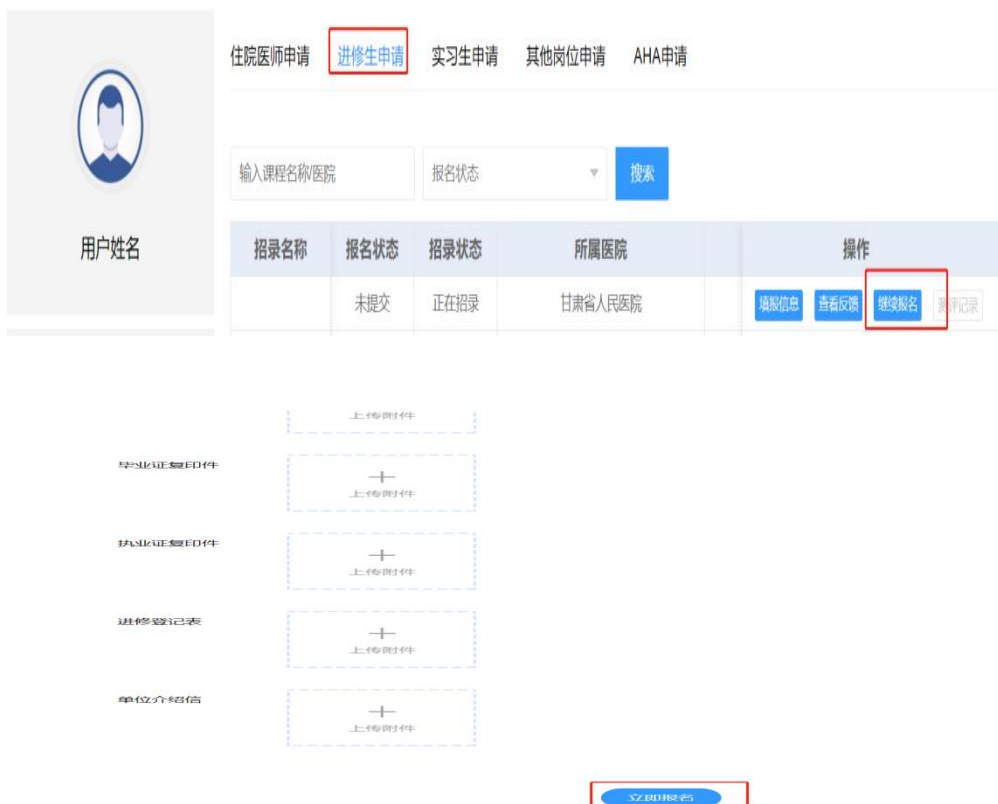 住院医师申请 进修生申请 实习生申请 其他岗位申请 AHA申请
输入课程名称/医院 报名状态 搜索
用户姓名
招录名称 报名状态 招录状态 所属医院 操作
未提交 正在招录 甘肃省人民医院 填报信息 查看反馈 继续报名 测评记录
上传附件
毕业证复印件
上传附件
执业证复印件
上传附件
进修登记表
上传附件
单位介绍信
上传附件
立即报名